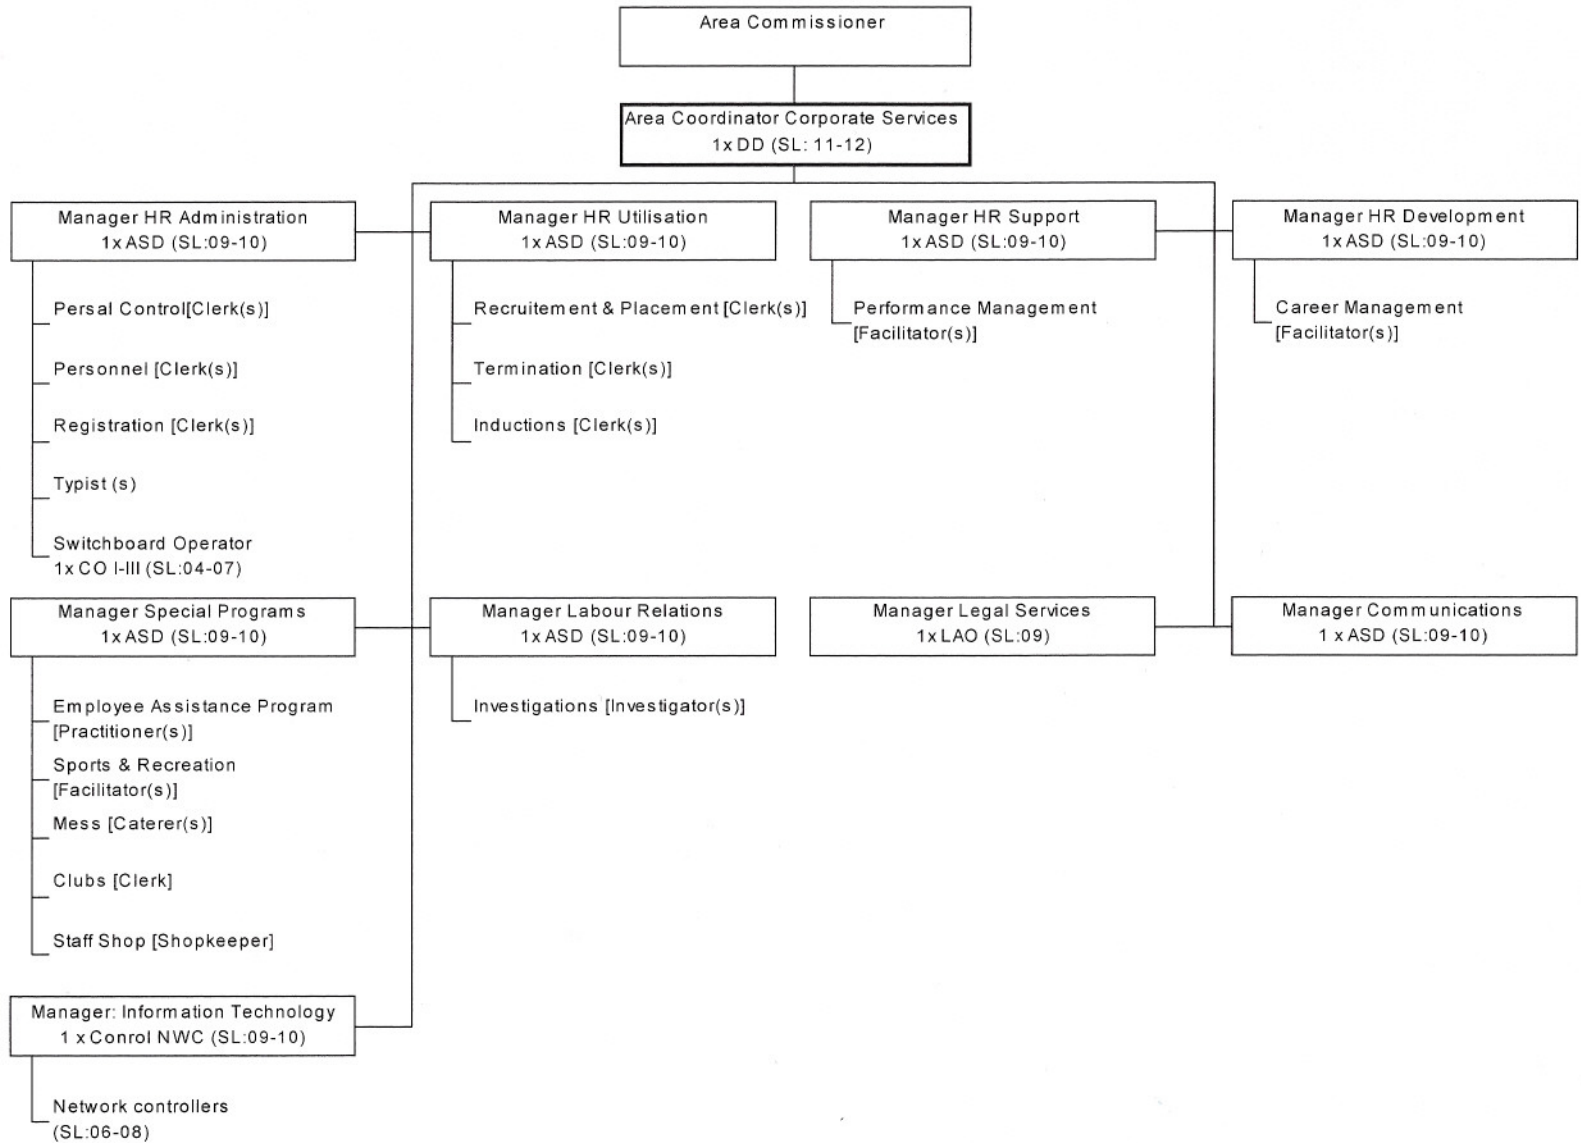 Area Commissioner
Area Coordinator Corporate Services
1x DD (SL: 11-12)
Manager HR Administration
1x ASD (SL:09-10)
Persal Control[Clerk(s)]
Personnel [Clerk(s)]
Registration [Clerk(s)]
Typist (s)
Switchboard Operator
1x CO I-III (SL:04-07)
Manager HR Utilisation
1x ASD (SL:09-10)
Recruitement & Placement [Clerk(s)]
Termination [Clerk(s)]
Inductions [Clerk(s)]
Manager HR Support
1x ASD (SL:09-10)
Performance Management
[Facilitator(s)]
Manager HR Development
1x ASD (SL:09-10)
Career Management
[Facilitator(s)]
Manager Special Programs
1x ASD (SL:09-10)
Employee Assistance Program
[Practitioner(s)]
Sports & Recreation
[Facilitator(s)]
Mess [Caterer(s)]
Clubs [Clerk]
Staff Shop [Shopkeeper]
Manager Labour Relations
1x ASD (SL:09-10)
Investigations [Investigator(s)]
Manager Legal Services
1x LAO (SL:09)
Manager Communications
1 x ASD (SL:09-10)
Manager: Information Technology
1 x Conrol NWC (SL:09-10)
Network controllers
(SL:06-08)